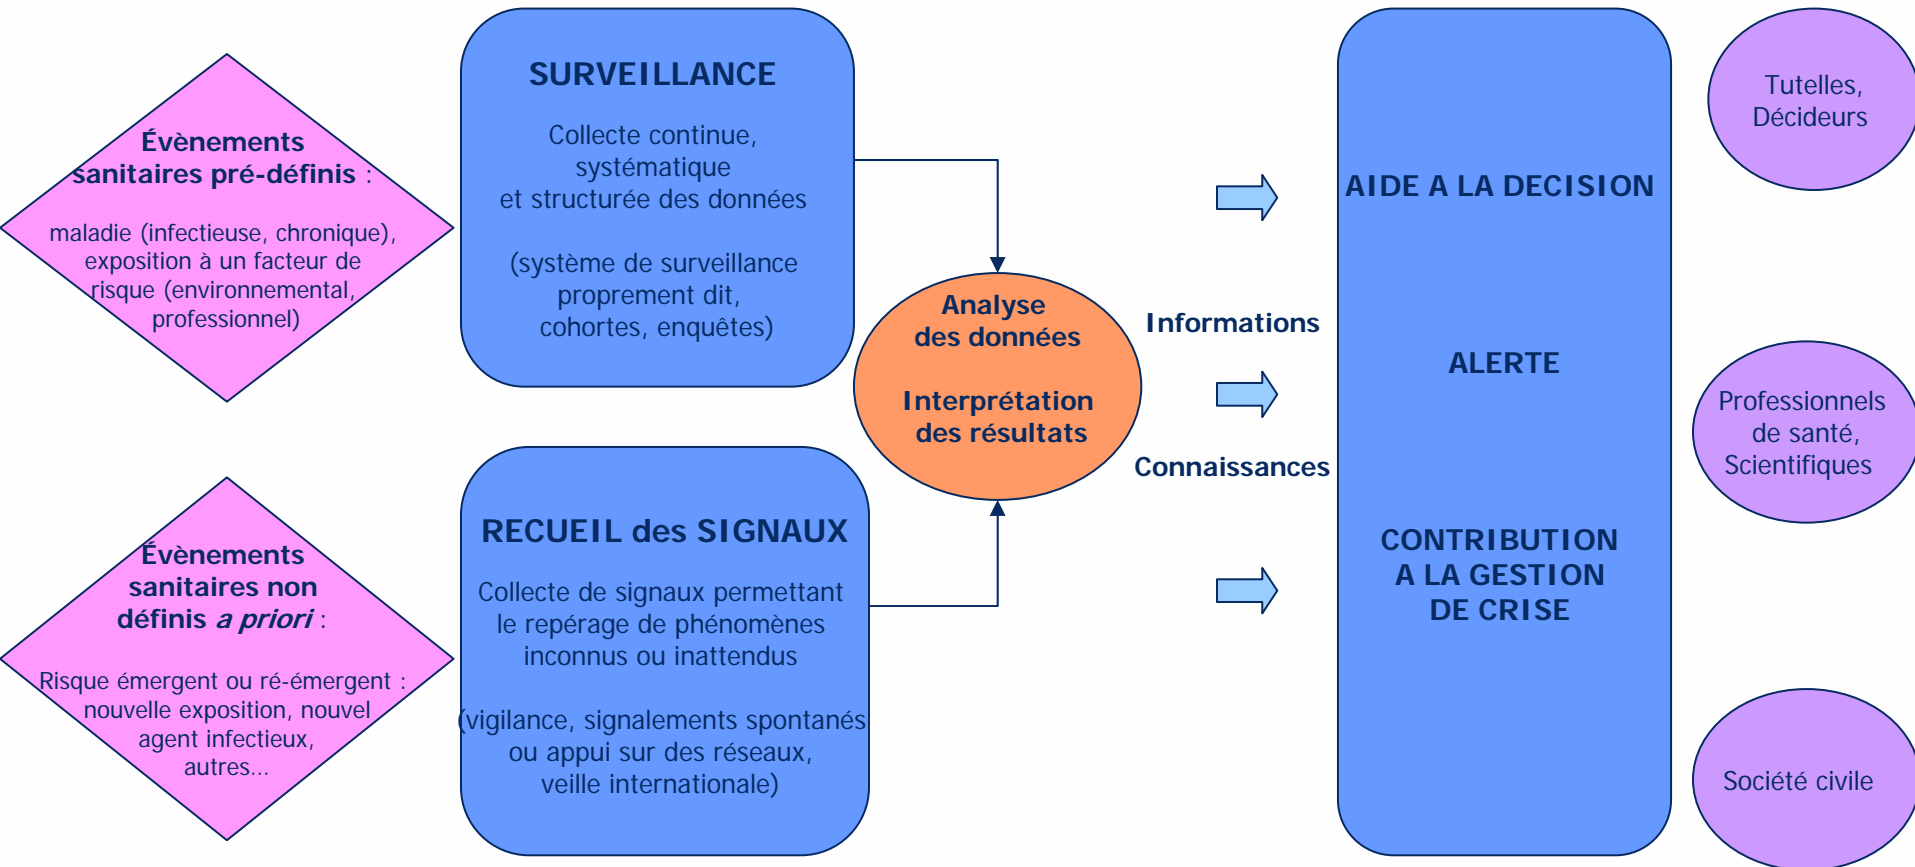 Évènements
sanitaires pré-définis :
maladie (infectieuse, chronique),
exposition à un facteur de
risque (environnemental,
professionnel)
SURVEILLANCE
Collecte continue,
systématique
et structurée des données
(système de surveillance
proprement dit,
cohortes, enquêtes)
Évènements
sanitaires non
définis a priori :
Risque émergent ou ré-émergent :
nouvelle exposition, nouvel
agent infectieux,
autres...
RECUEIL des SIGNAUX
Collecte de signaux permettant
le repérage de phénomènes
inconnus ou inattendus
(vigilance, signalements spontanés
ou appui sur des réseaux,
veille internationale)
Analyse
des données
Interprétation
des résultats
Informations
Connaissances
AIDE A LA DECISION
ALERTE
CONTRIBUTION
A LA GESTION
DE CRISE
Tutelles,
Décideurs
Professionnels
de santé,
Scientifiques
Société civile